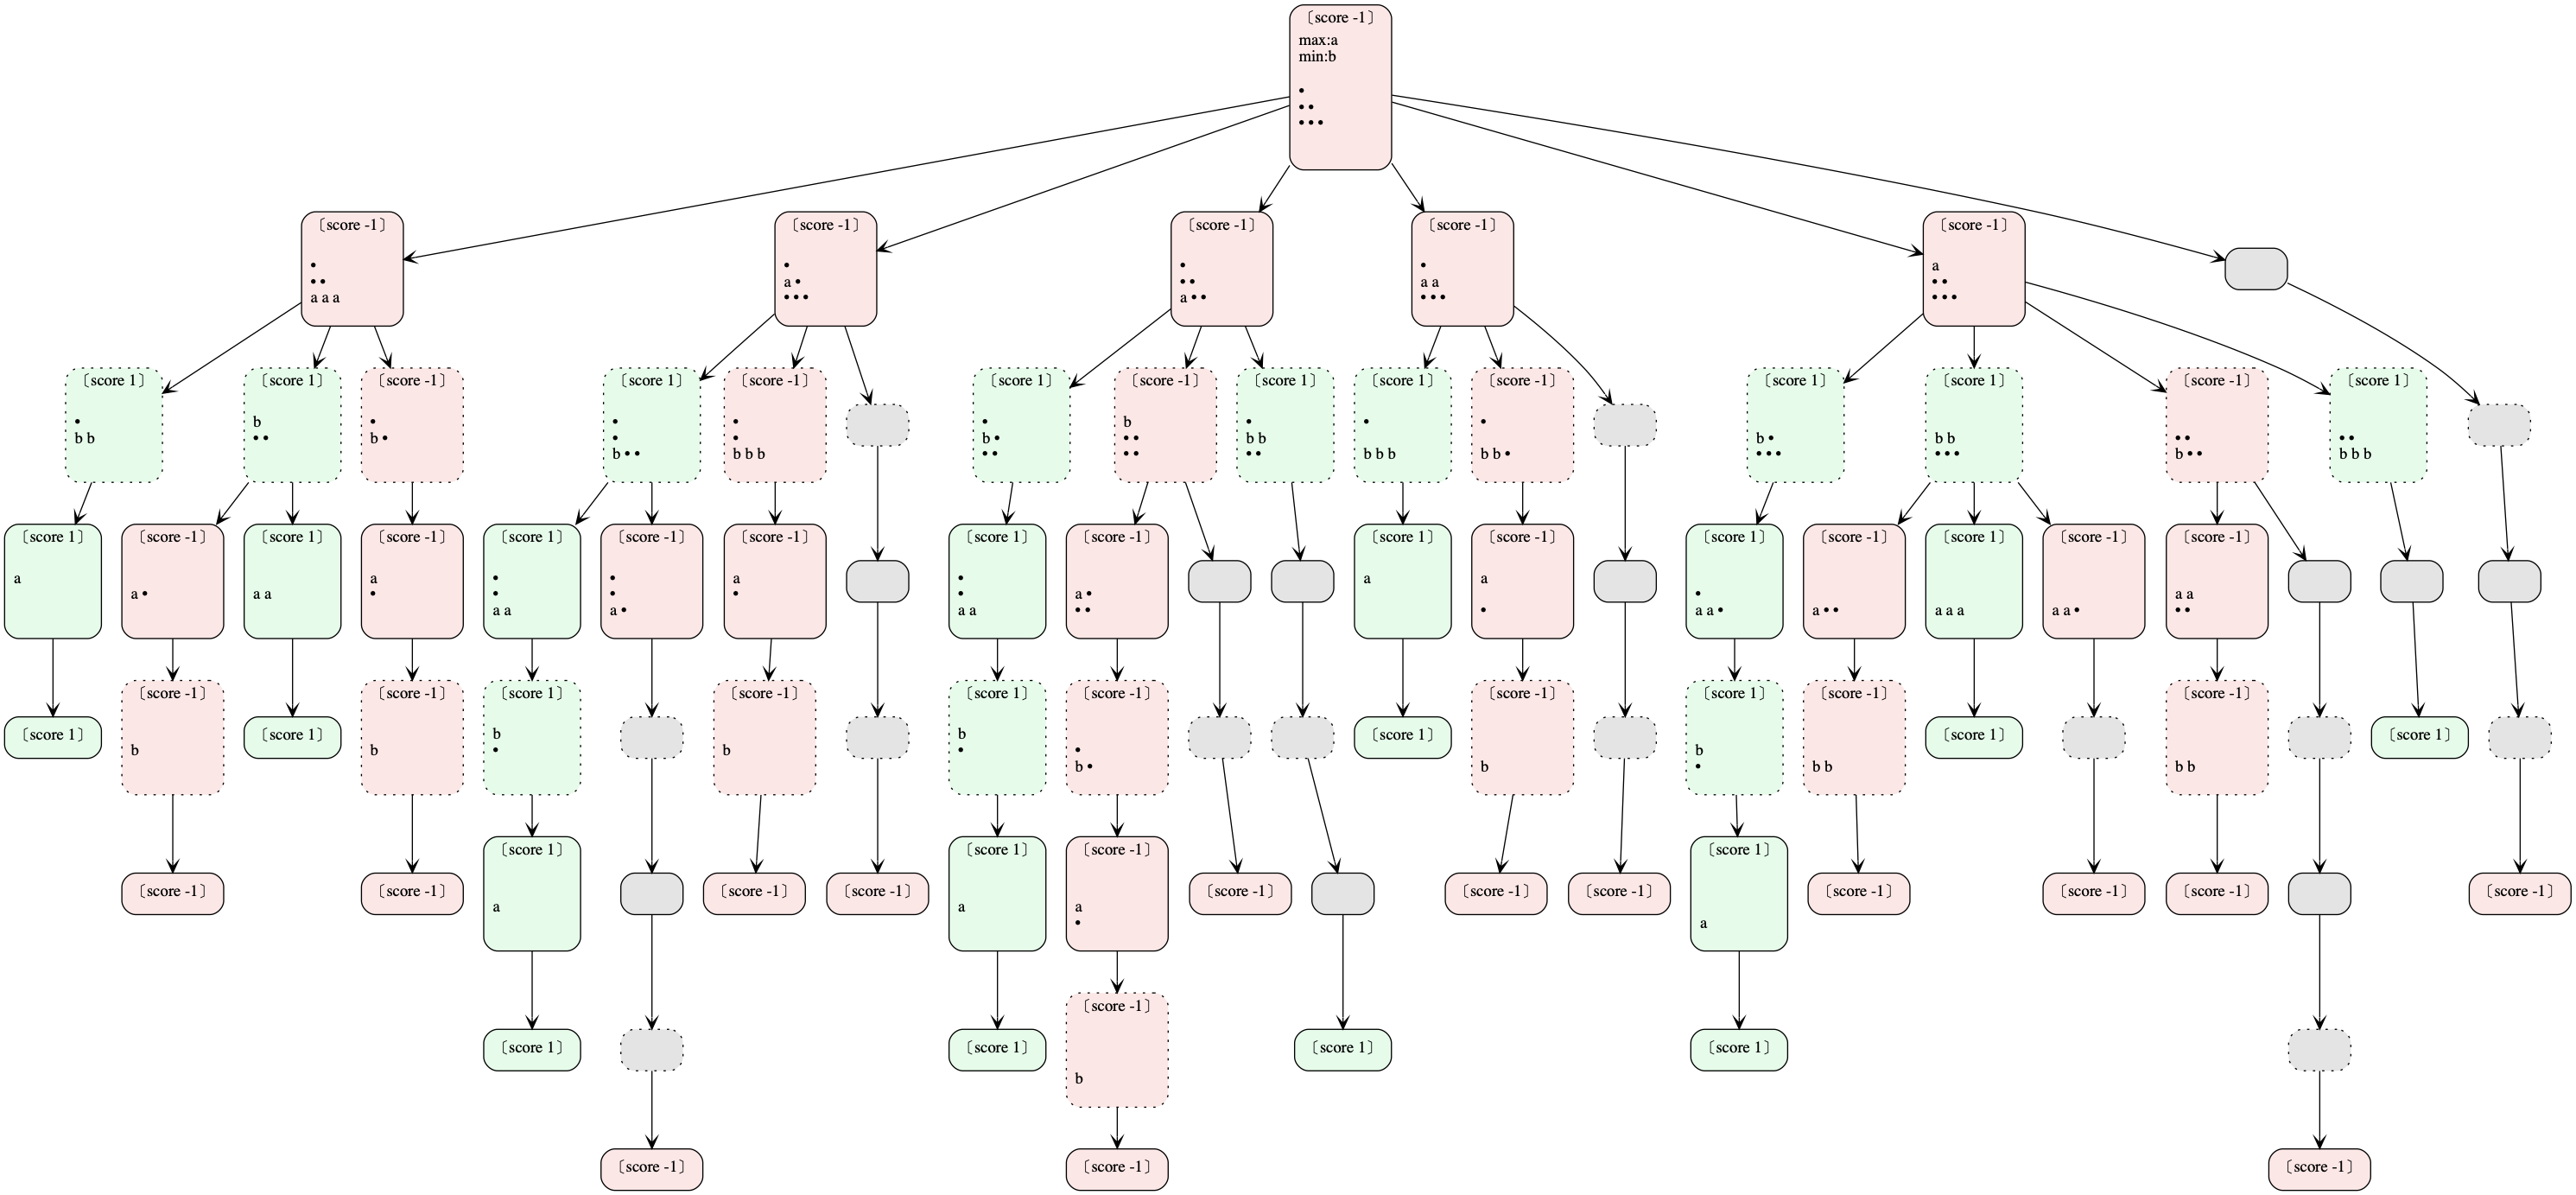 〔score -1〕
max:a
min:b
•
• •
• • •
〔score -1〕
•
• •
a a a
〔score -1〕
•
a •
• • •
〔score -1〕
•
• •
a • •
〔score -1〕
•
a a
• • •
〔score -1〕
a
• •
• • •
〔score 1〕
•
b b
〔score 1〕
b
• •
〔score -1〕
•
b •
〔score 1〕
•
•
b • •
〔score -1〕
•
•
b b b
〔score 1〕
•
b •
• •
〔score -1〕
b
• •
• •
〔score 1〕
•
b b
• •
〔score 1〕
•
b b b
〔score -1〕
•
b b •
〔score 1〕
b •
• • •
〔score 1〕
b b
• • •
〔score -1〕
• •
b • •
〔score 1〕
• •
b b b
〔score 1〕
a
〔score -1〕
a •
〔score 1〕
a a
〔score -1〕
a
•
〔score 1〕
•
•
a a
〔score -1〕
•
•
a •
〔score -1〕
a
•
〔score 1〕
•
•
a a
〔score -1〕
a •
• •
〔score 1〕
a
〔score -1〕
a
•
〔score 1〕
•
a a •
〔score -1〕
a • •
〔score 1〕
a a a
〔score -1〕
a a •
〔score -1〕
a a
• •
〔score 1〕
〔score -1〕
b
〔score 1〕
〔score -1〕
b
〔score 1〕
b
•
〔score -1〕
b
〔score 1〕
b
•
〔score -1〕
•
b •
〔score 1〕
〔score -1〕
b
〔score 1〕
b
•
〔score -1〕
b b
〔score 1〕
〔score -1〕
b b
〔score 1〕
〔score -1〕
〔score -1〕
〔score 1〕
a
〔score -1〕
〔score -1〕
〔score 1〕
a
〔score -1〕
a
•
〔score -1〕
〔score -1〕
〔score -1〕
〔score 1〕
a
〔score -1〕
〔score -1〕
〔score -1〕
〔score -1〕
〔score 1〕
〔score 1〕
〔score -1〕
b
〔score 1〕
〔score 1〕
〔score -1〕
〔score -1〕
〔score -1〕